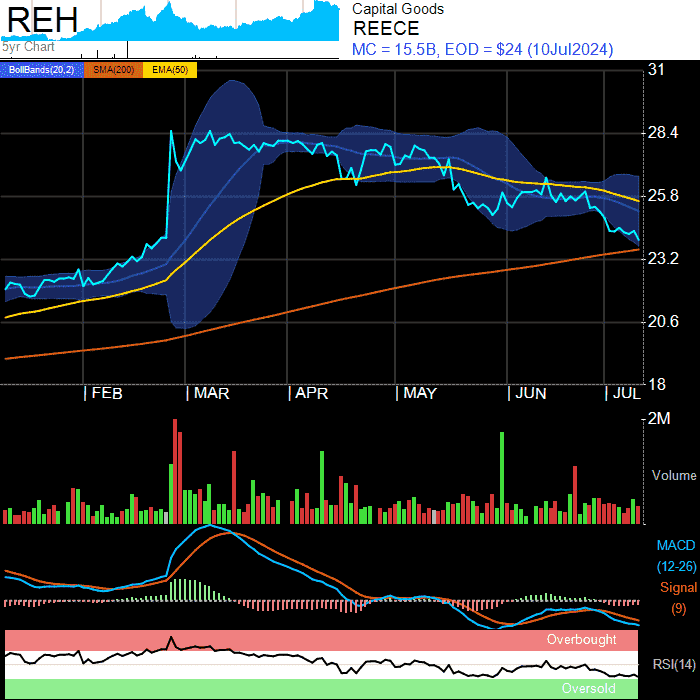 REH
5yr Chart
Capital Goods
REECE
MC = 15.5B, EOD = $24 (10Jul2024)
BollBands(20,2) SMA(200) EMA(50)
31
28.4
25.8
23.2
20.6
18
FEB MAR APR MAY JUN JUL
2M
Volume
MACD
(12-26)
Signal
(9)
Overbought
RSI(14)
Oversold